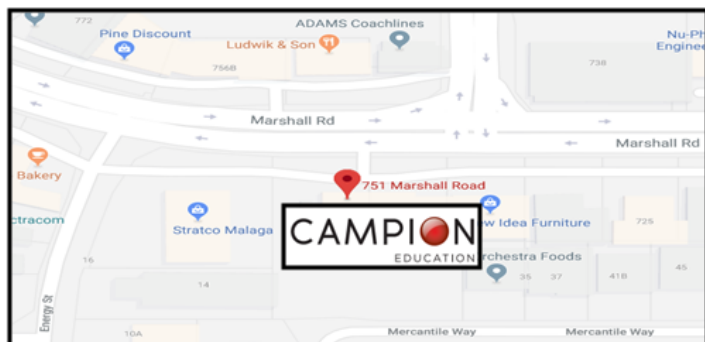 772
ADAMS Coachlines
Pine Discount
Ludwik & Son
Nu-Ph
Enginee
756B
738
Marshall Rd
Marshall Rd
Bakery
751 Marshall Road
ctracom
Stratco Malaga
CAMPION
EDUCATION
ew Idea Furniture
725
rchestra Foods
16
14
35
37
41B
45
Energy St
10A
Mercantile Way
Mercantile Way